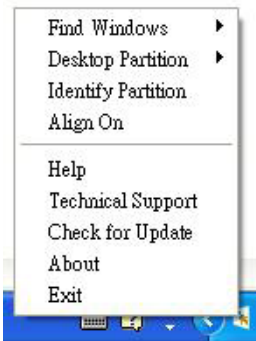 Find Windows
Desktop Partition
Identify Partition
Align On
Help
Technical Support
Check for Update
About
Exit